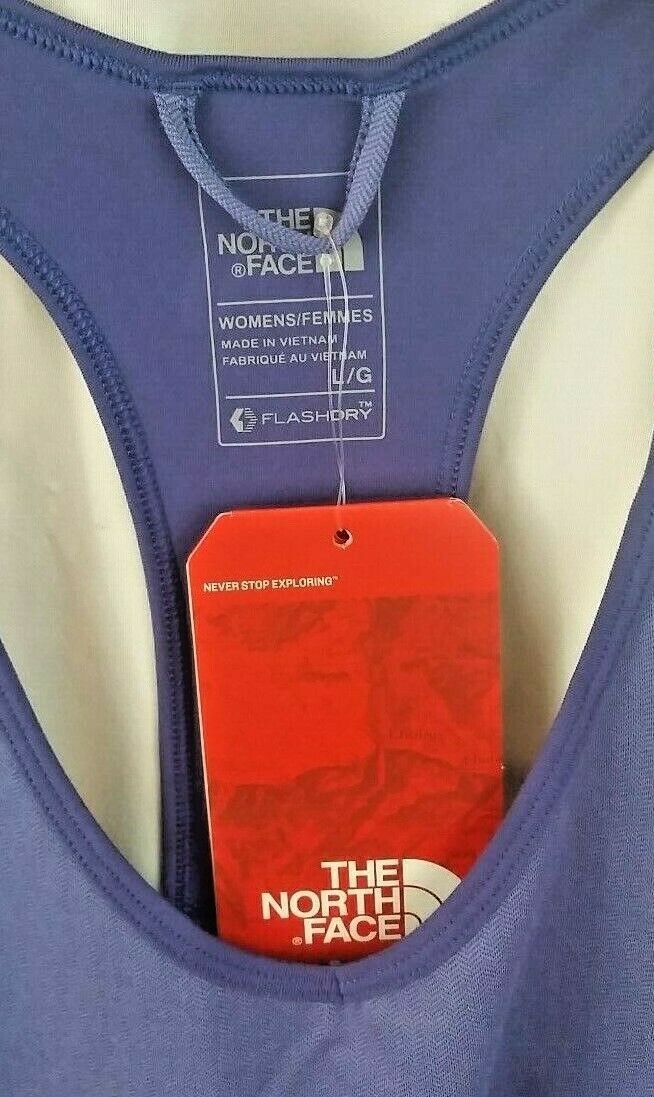 THE
NORTH
®FACE
WOMENS/FEMMES
MADE IN VIETNAM
FABRIQUÉ AU VIETNAM
L/G
FLASHDRY™
NEVER STOP EXPLORING™
THE
NORTH
®FACE